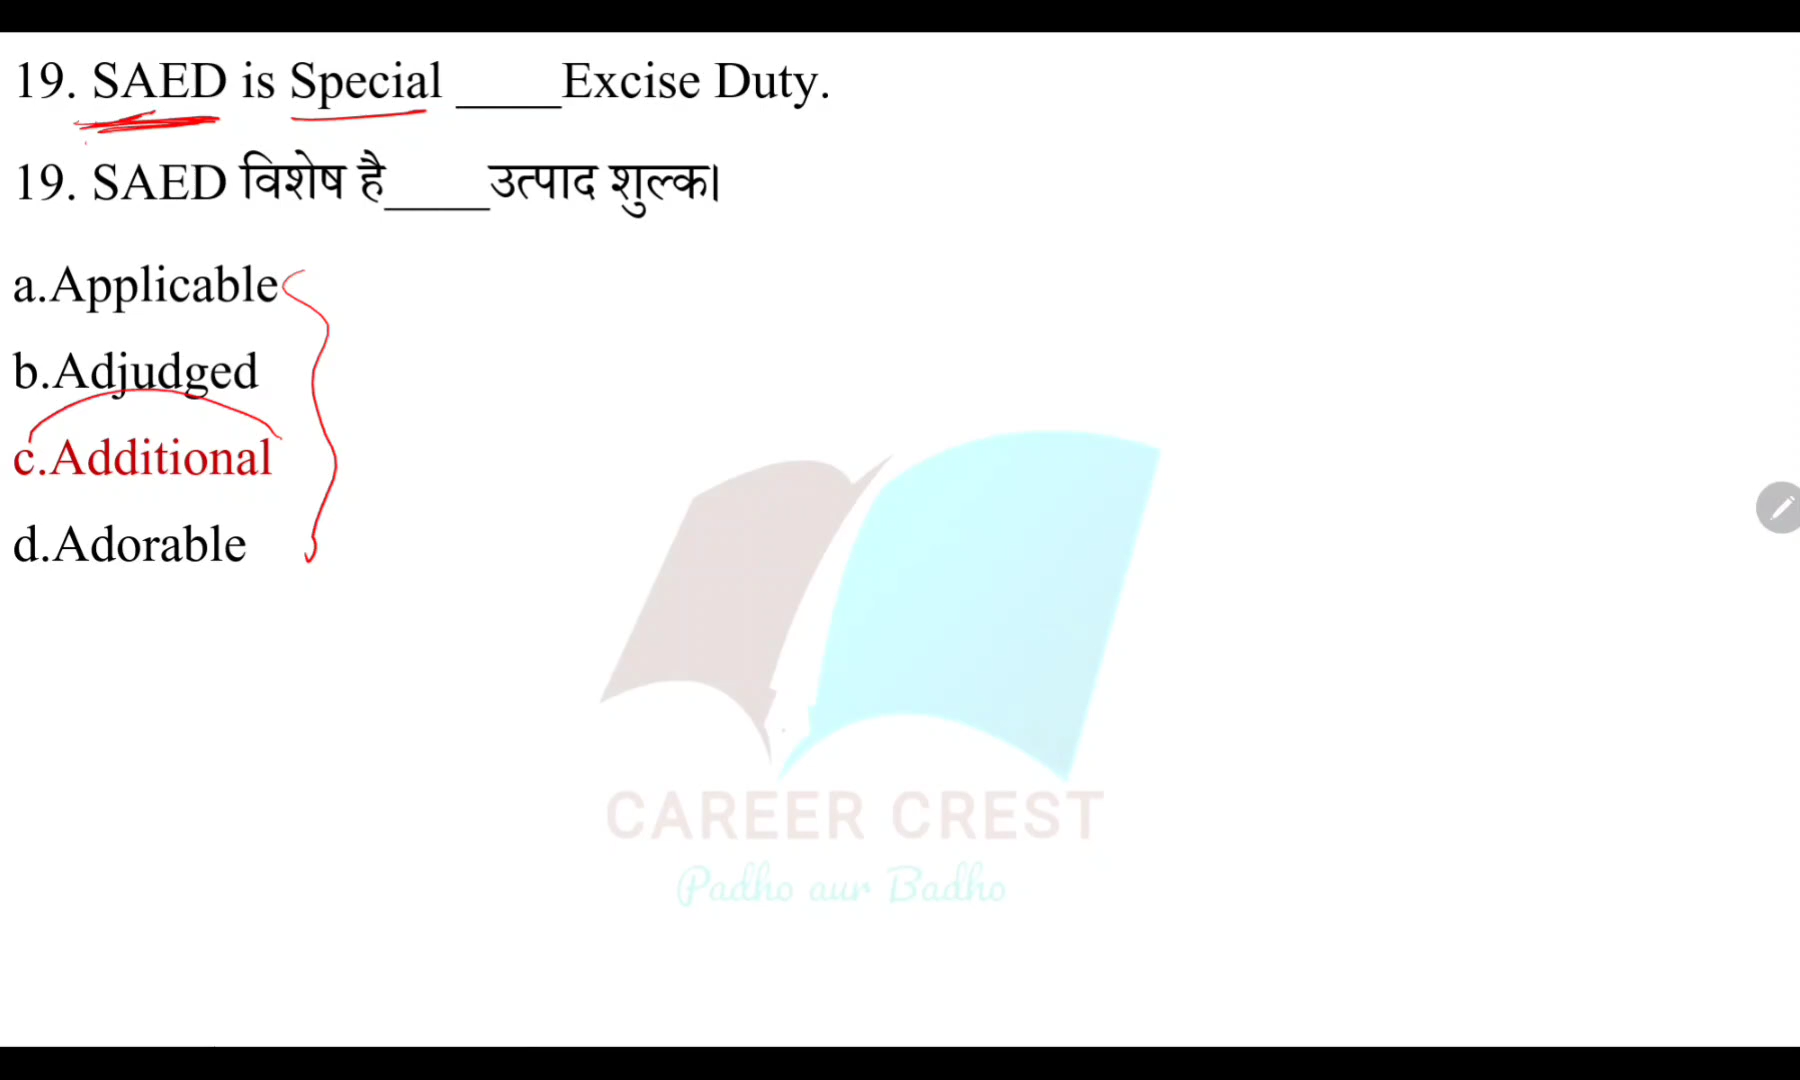 19. SAED is Special ____Excise Duty.
19. SAED विशेष है____उत्पाद शुल्क।
a.Applicable
b.Adjudged
c.Additional
d.Adorable
CAREER CREST
Padho aur Badho